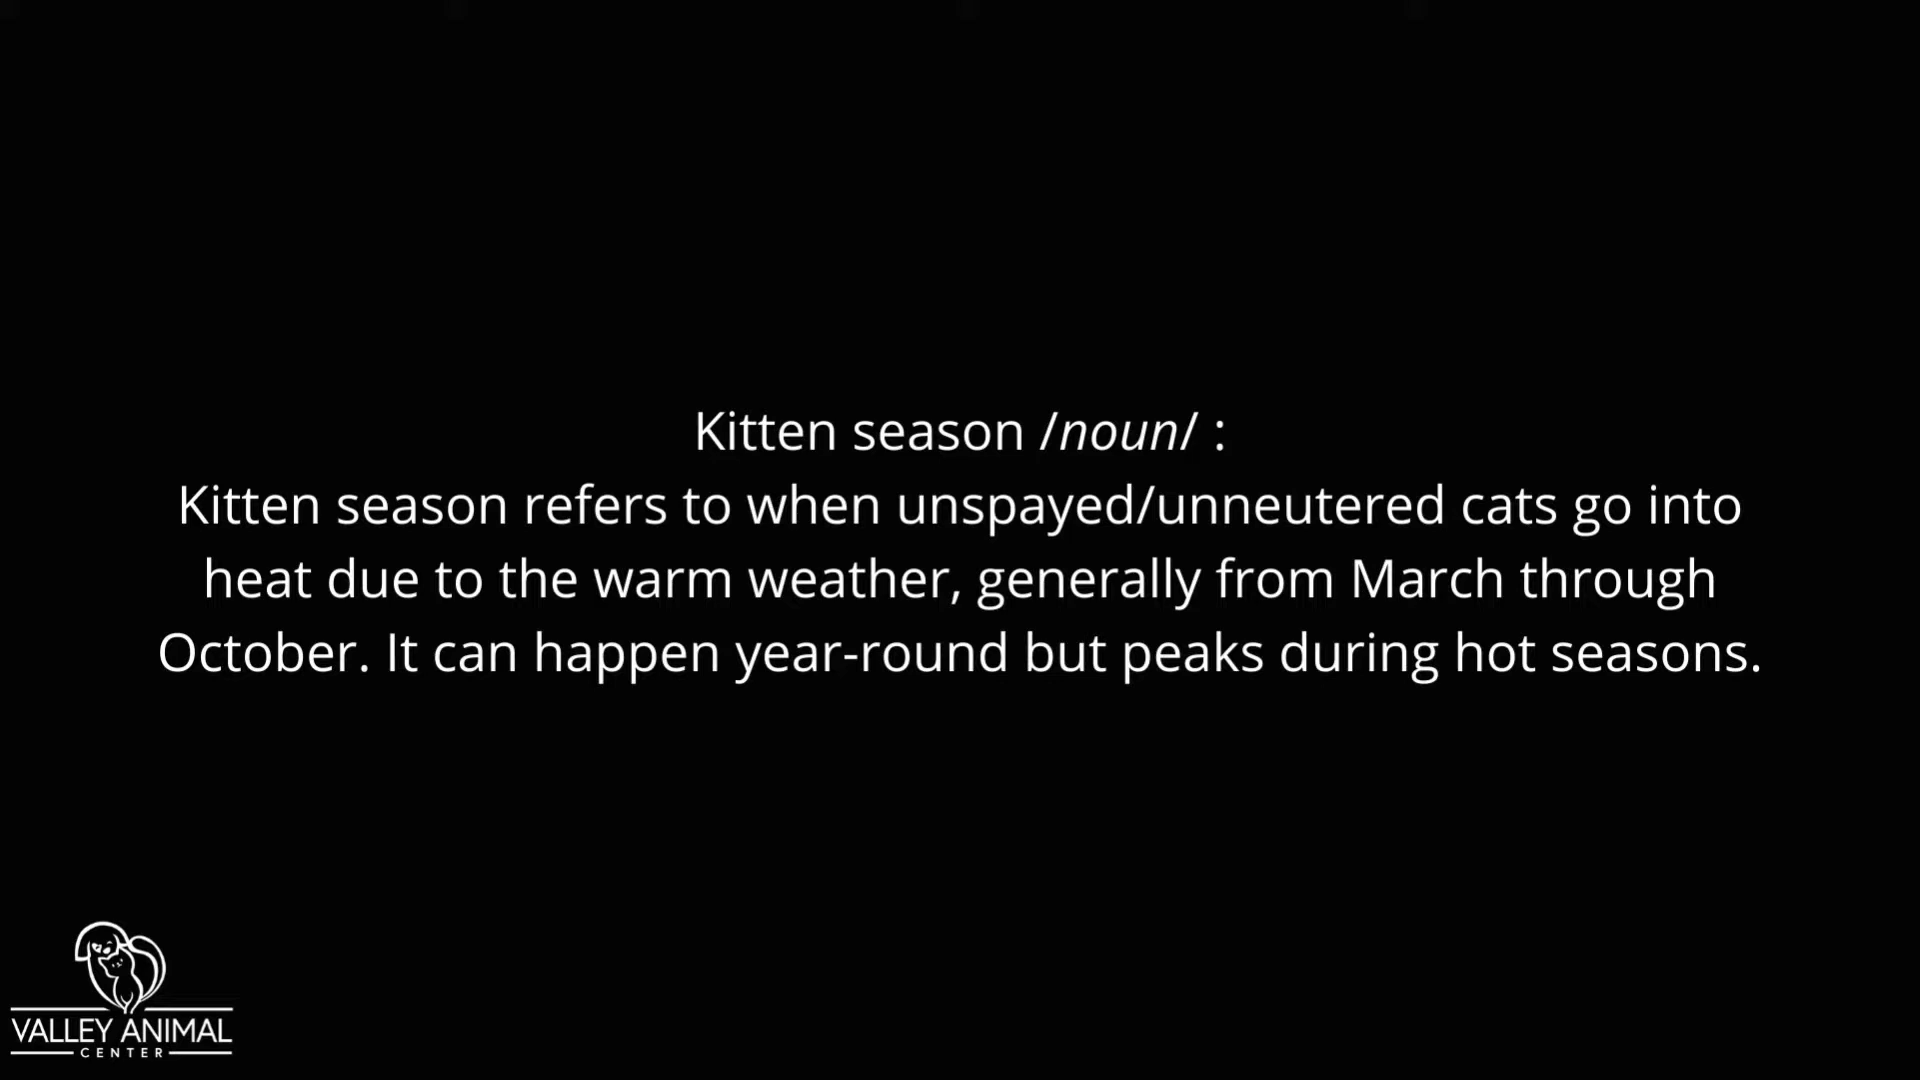 Kitten season /noun/ :
Kitten season refers to when unspayed/unneutered cats go into
heat due to the warm weather, generally from March through
October. It can happen year-round but peaks during hot seasons.
VALLEY ANIMAL
CENTER